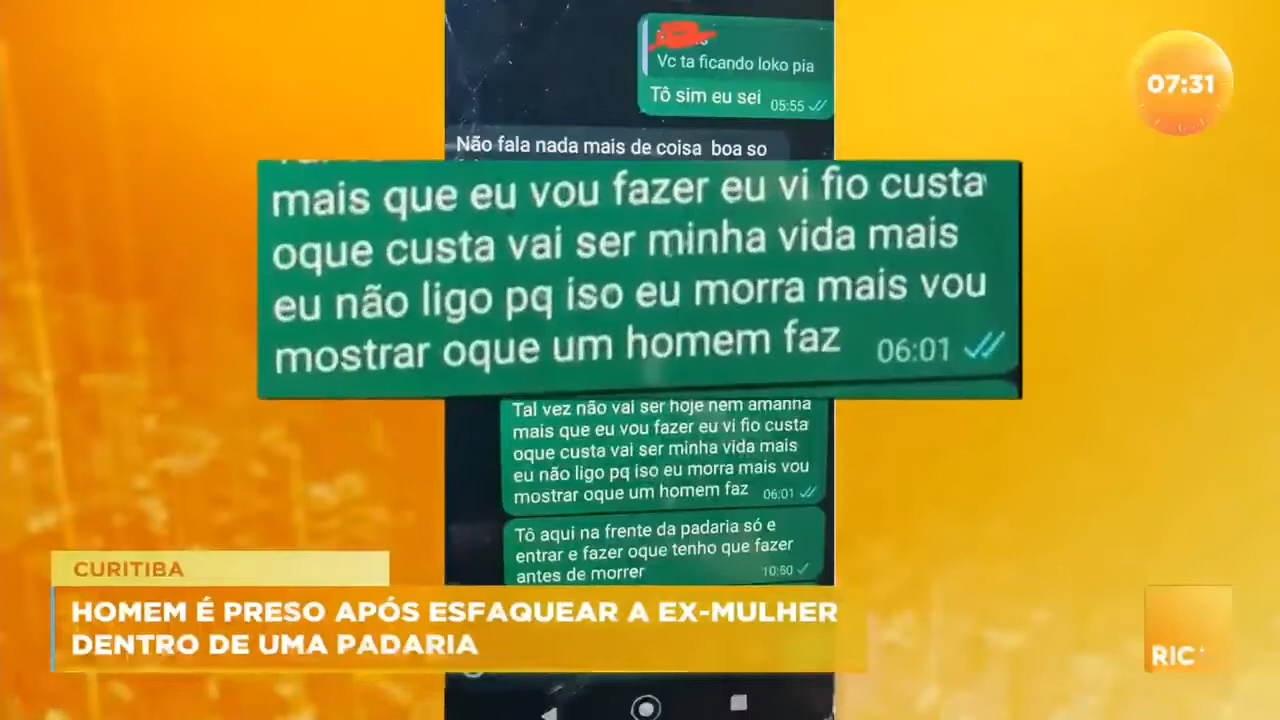 Vc ta ficando loko pia
Tô sim eu sei 05:55
07:31
Não fala nada mais de coisa boa so
mais que eu vou fazer eu vi fio custa
oque custa vai ser minha vida mais
eu não ligo pq iso eu morra mais vou
mostrar oque um homem faz 06:01
Tal vez não vai ser hoje nem amanha
mais que eu vou fazer eu vi fio custa
oque custa vai ser minha vida mais
eu não ligo pq iso eu morra mais vou
mostrar oque um homem faz 06:01
Tô aqui na frente da padaria só e
entrar e fazer oque tenho que fazer
antes de morrer 10:50
CURITIBA
HOMEM É PRESO APÓS ESFAQUEAR A EX-MULHER
DENTRO DE UMA PADARIA
RIC